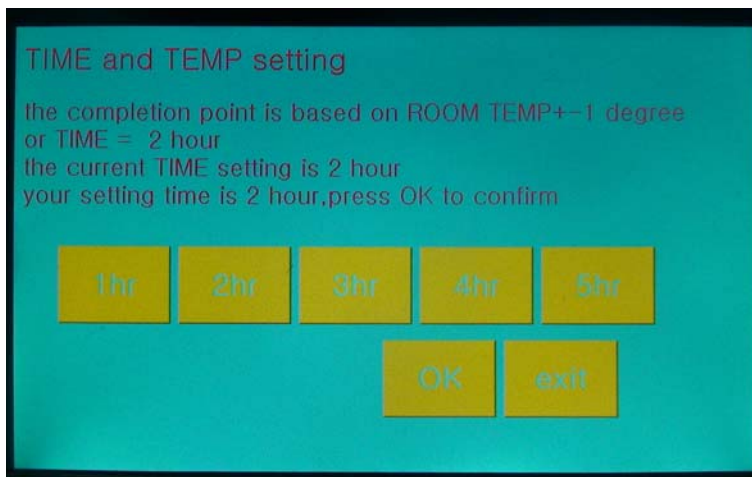 TIME and TEMP setting
the completion point is based on ROOM TEMP+-1 degree
or TIME = 2 hour
the current TIME setting is 2 hour
your setting time is 2 hour,press OK to confirm
1hr 2hr 3hr 4hr 5hr
OK exit